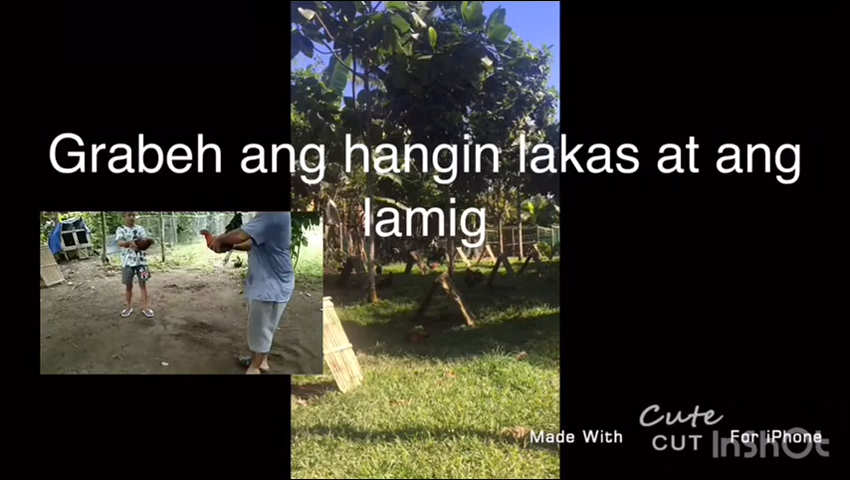 Grabeh ang hangin lakas at ang
lamig
Made With Cute CUT For iPhone
InShOt